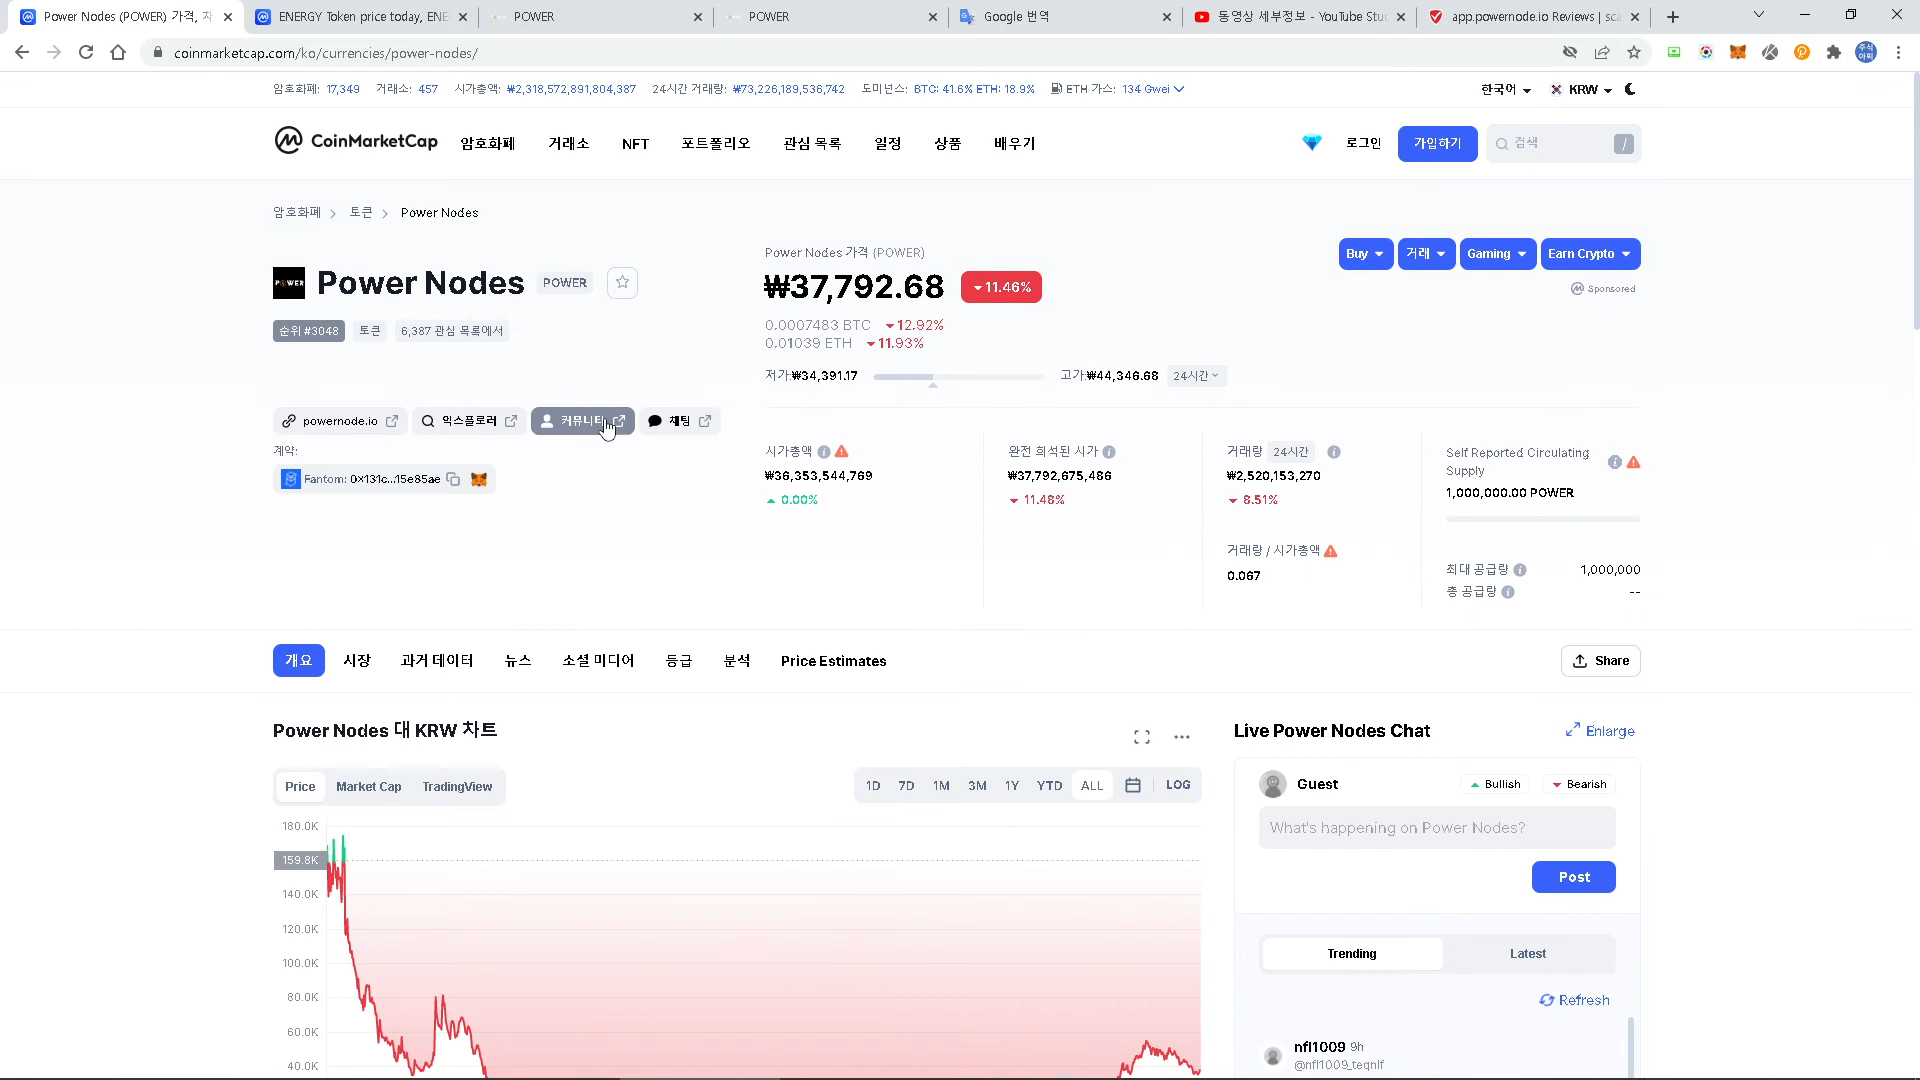 Power Nodes (POWER) 가격, 차
ENERGY Token price today, ENE
POWER
POWER
Google 번역
동영상 세부정보 - YouTube Stu
app.powernode.io Reviews | sca
coinmarketcap.com/ko/currencies/power-nodes/
암호화폐: 17,349 거래소: 457 시가총액: ₩2,318,572,891,804,387 24시간 거래량: ₩73,226,189,536,742 도미넌스: BTC: 41.6% ETH: 18.9% ETH 가스: 134 Gwei
한국어 KRW
CoinMarketCap 암호화폐 거래소 NFT 포트폴리오 관심 목록 일정 상품 배우기
로그인 가입하기 검색 /
암호화폐 > 토큰 > Power Nodes
Power Nodes POWER
순위 #3048 토큰 6,387 관심 목록에서
powernode.io 익스플로러 커뮤니티 채팅
계약:
Fantom: 0x131c...15e85ae
Power Nodes 가격 (POWER)
₩37,792.68 11.46%
0.0007483 BTC 12.92%
0.01039 ETH 11.93%
저가:₩34,391.17 고가:₩44,346.68 24시간
Buy 거래 Gaming Earn Crypto
Sponsored
시가총액
₩36,353,544,769
0.00%
완전 희석된 시가
₩37,792,675,486
11.48%
거래량 24시간
₩2,520,153,270
8.51%
거래량 / 시가총액
0.067
Self Reported Circulating
Supply
1,000,000.00 POWER
최대 공급량 1,000,000
총 공급량 --
개요 시장 과거 데이터 뉴스 소셜 미디어 등급 분석 Price Estimates
Share
Power Nodes 대 KRW 차트
Price Market Cap TradingView
1D 7D 1M 3M 1Y YTD ALL LOG
180.0K
159.8K
140.0K
120.0K
100.0K
80.0K
60.0K
40.0K
Live Power Nodes Chat Enlarge
Guest Bullish Bearish
What's happening on Power Nodes?
Post
Trending Latest
Refresh
nfl1009 9h
@nfl1009_teqnlf